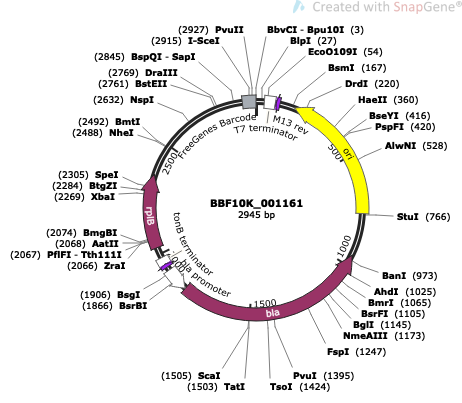 Created with SnapGene®
(2927) PvuII
(2915) I-SceI
(2845) BspQI - SapI
(2769) DraIII
(2761) BstEII
(2632) NspI
(2492) BmtI
(2488) NheI
(2305) SpeI
(2284) BtgZI
(2269) XbaI
(2074) BmgBI
(2068) AatII
(2067) PflFI - Tth111I
(2066) ZraI
(1906) BsgI
(1866) BsrBI
(1505) ScaI
(1503) TatI
BbvCI - Bpu10I (3)
BlpI (27)
EcoO109I (54)
BsmI (167)
DrdI (220)
HaeII (360)
BseYI (416)
PspFI (420)
AlwNI (528)
StuI (766)
BanI (973)
AhdI (1025)
BmrI (1065)
BsrFI (1105)
BglI (1145)
NmeAIII (1173)
FspI (1247)
PvuI (1395)
TsoI (1424)
FreeGenes Barcode
T7 terminator
M13 rev
ori
500
1000
1500
2500
bla
bla promoter
tonB terminator
rplB
BBF10K_001161
2945 bp